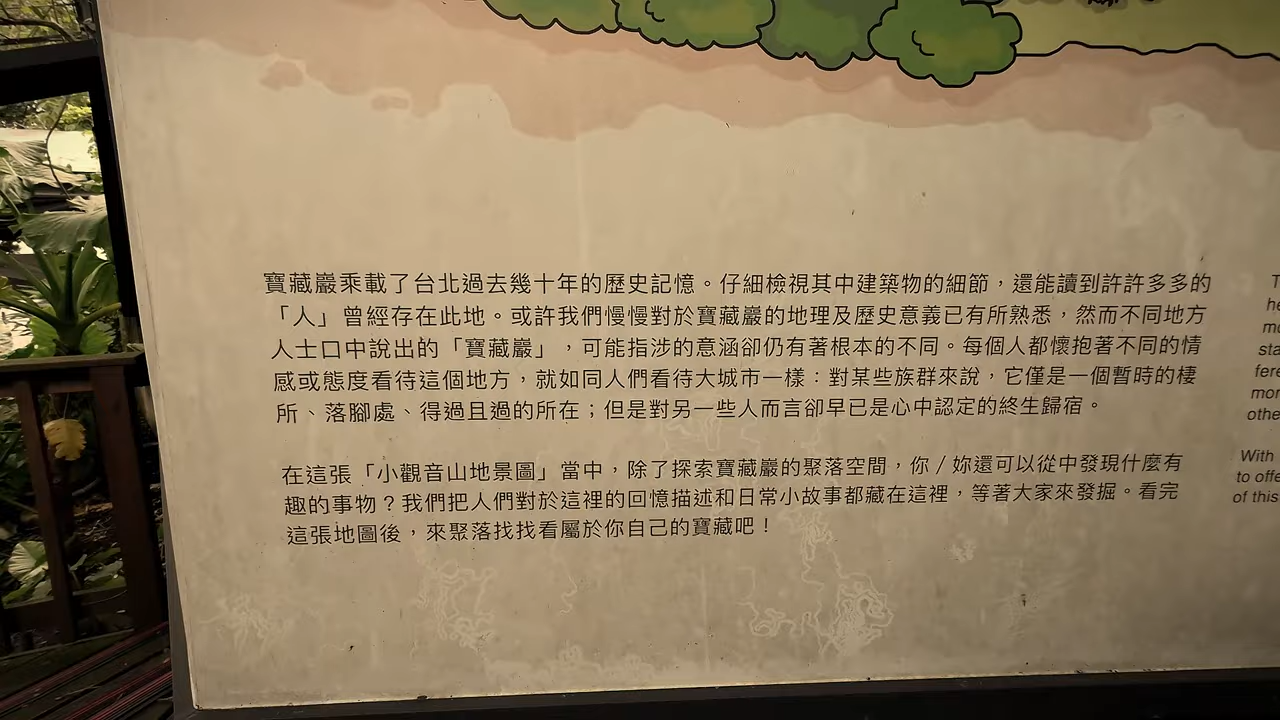 寶藏巖乘載了台北過去幾十年的歷史記憶。仔細檢視其中建築物的細節，還能讀到許許多多的
「人」曾經存在此地。或許我們慢慢對於寶藏巖的地理及歷史意義已有所熟悉，然而不同地方
人士口中說出的「寶藏巖」，可能指涉的意涵卻仍有著根本的不同。每個人都懷抱著不同的情
感或態度看待這個地方，就如同人們看待大城市一樣：對某些族群來說，它僅是一個暫時的棲
所、落腳處、得過且過的所在；但是對另一些人而言卻早已是心中認定的終生歸宿。
在這張「小觀音山地景圖」當中，除了探索寶藏巖的聚落空間，你／妳還可以從中發現什麼有
趣的事物？我們把人們對於這裡的回憶描述和日常小故事都藏在這裡，等著大家來發掘。看完
這張地圖後，來聚落找找看屬於你自己的寶藏吧！
With
to offe
of this